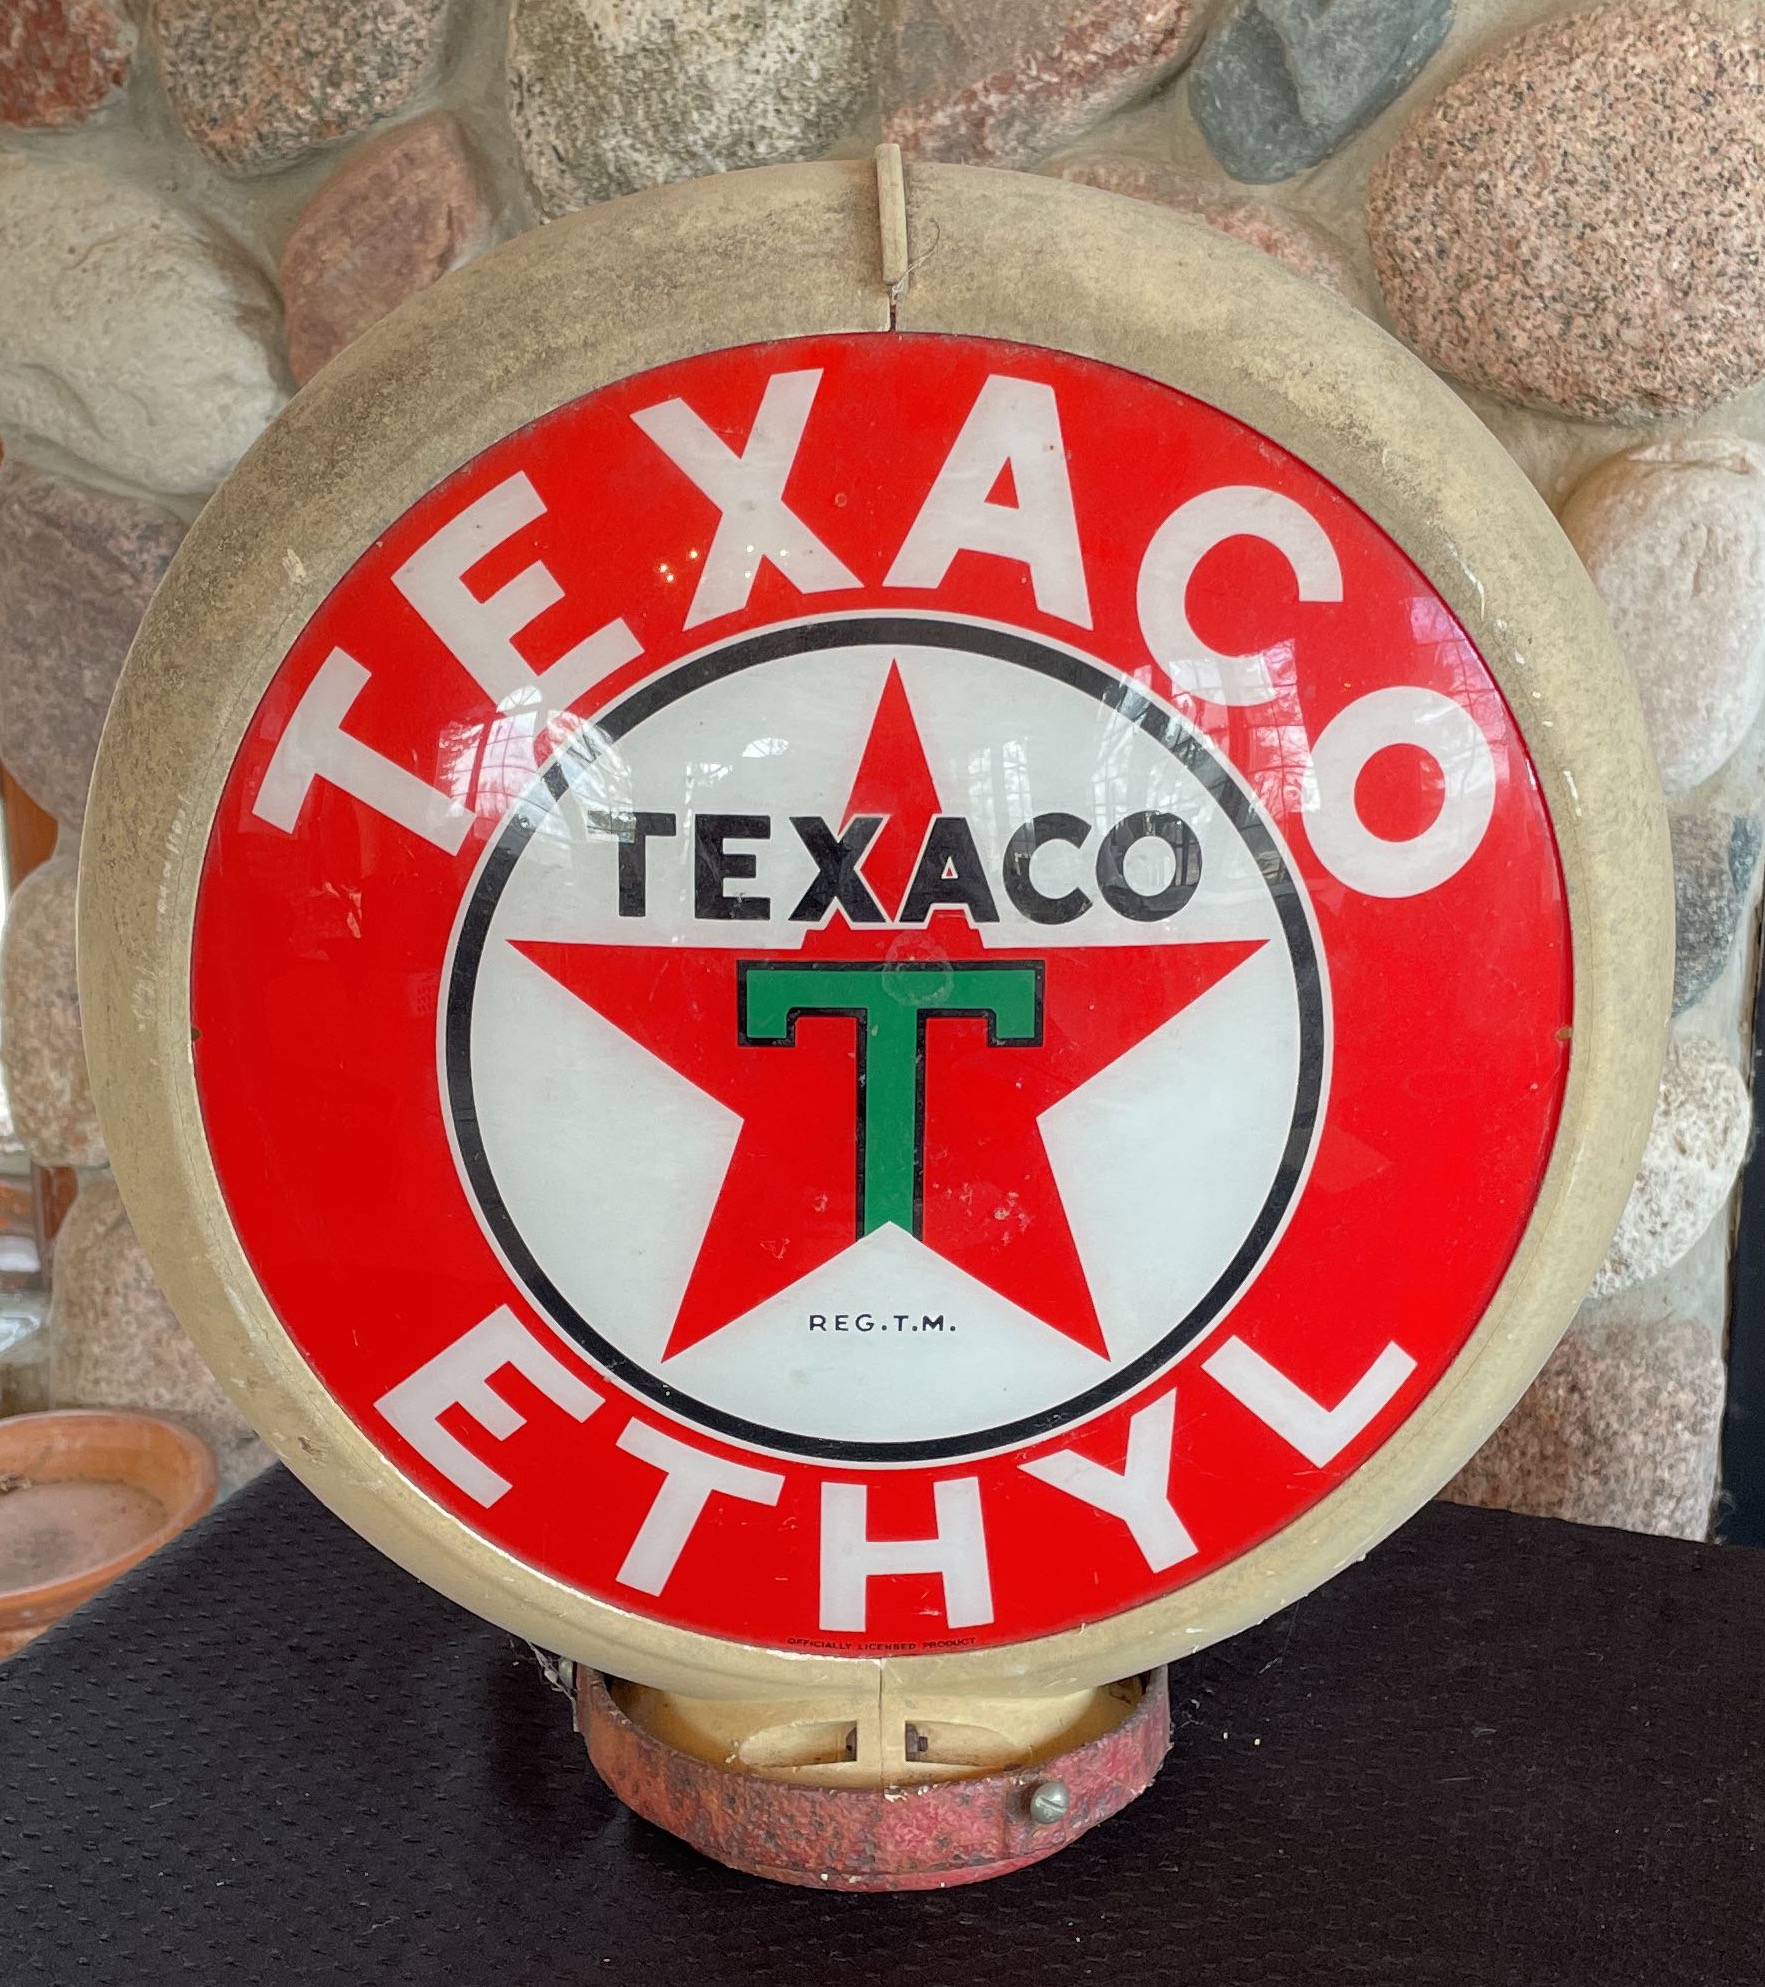 TEXACO
TEXACO
T
REG.T.M.
ETHYL
OFFICIALLY LICENSED PRODUCT